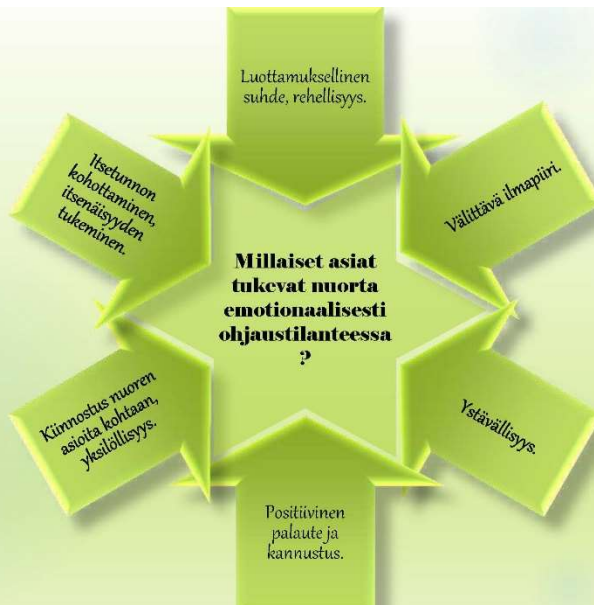 Luottamuksellinen
suhde, rehellisyys.
Välittävä ilmapiiri.
Ystävällisyys.
Positiivinen
palaute ja
kannustus.
Kiinnostus nuoren
asioita kohtaan,
yksilöllisyys.
Itsetunnon
kohottaminen,
itsenäisyyden
tukeminen.
Millaiset asiat
tukevat nuorta
emotionaalisesti
ohjaustilanteessa
?